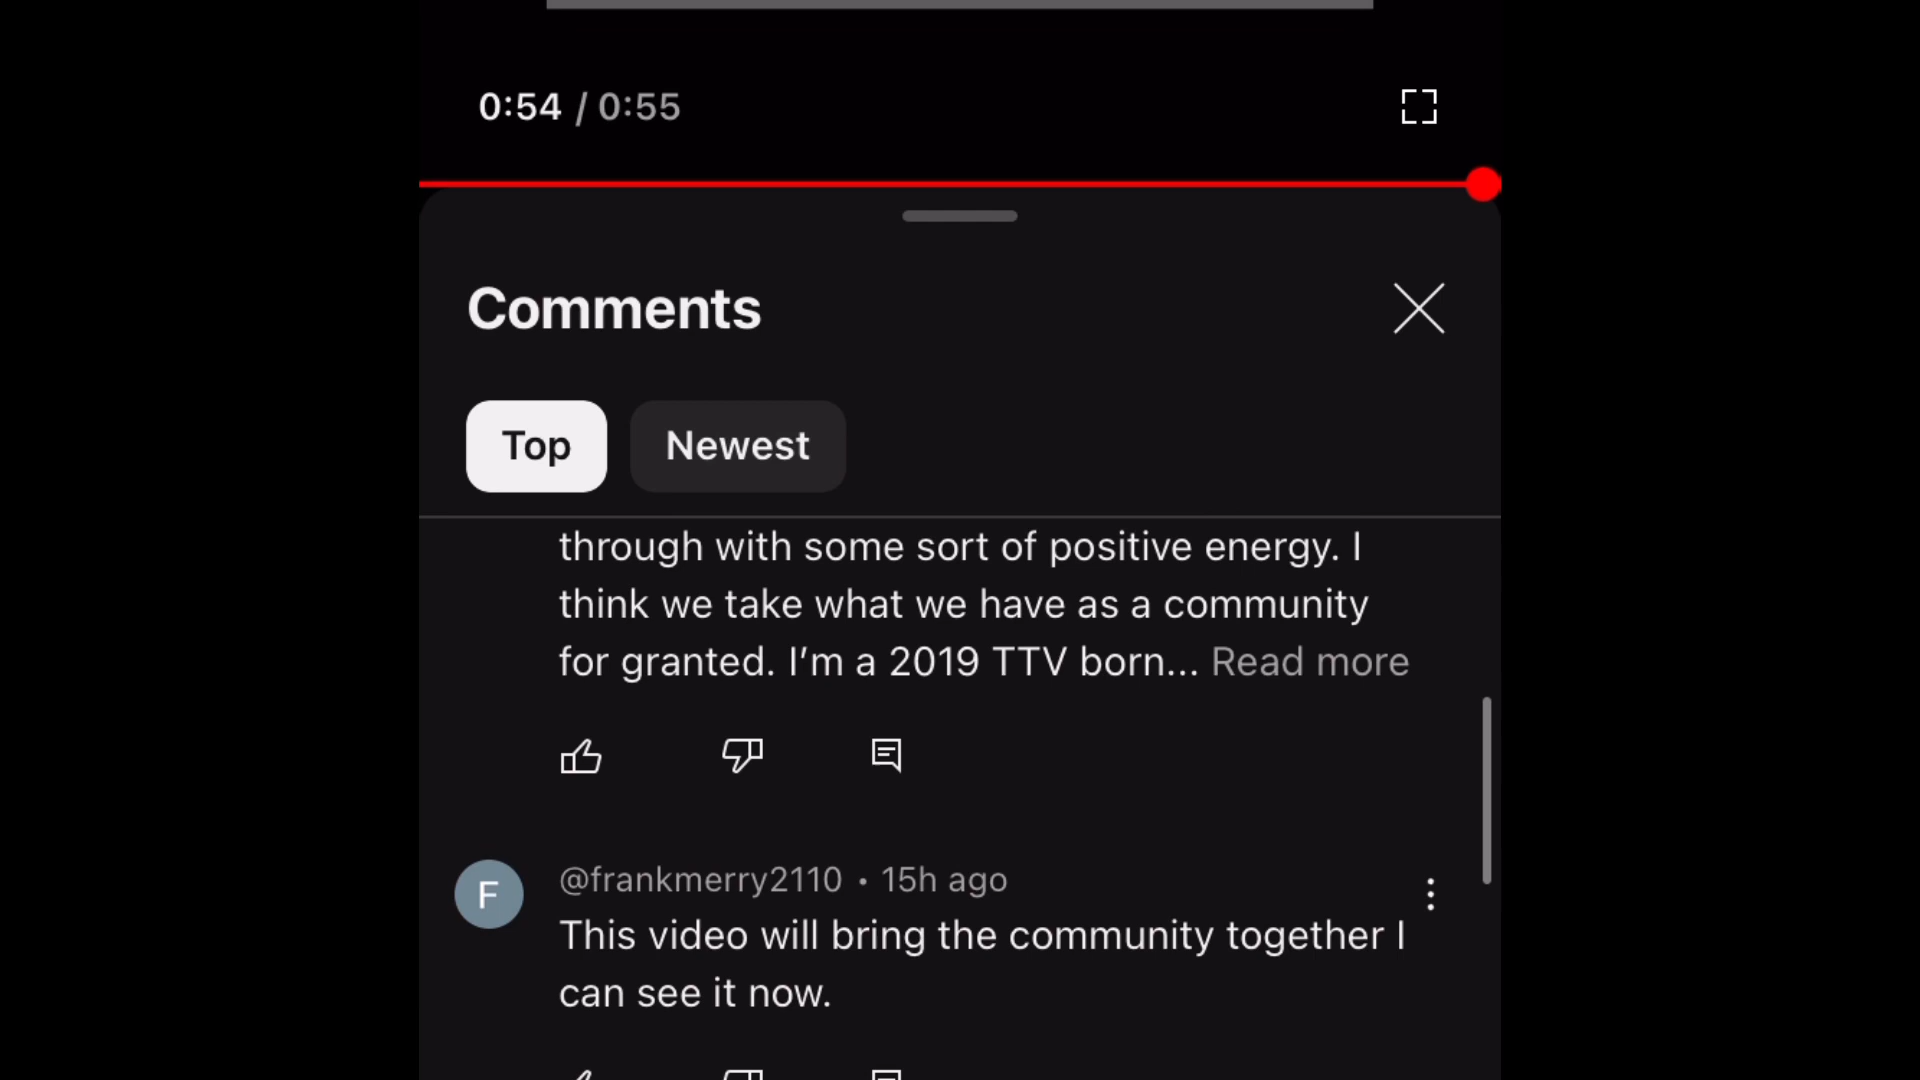 0:54 / 0:55
Comments
Top
Newest
through with some sort of positive energy. I
think we take what we have as a community
for granted. I’m a 2019 TTV born... Read more
F
@frankmerry2110 • 15h ago
This video will bring the community together I
can see it now.